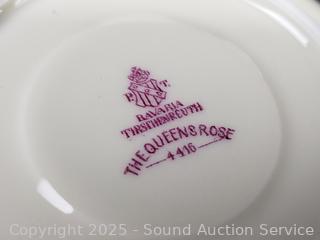 P. T.
BAVARIA
TIRSCHENREUTH
THE QUEENS ROSE
4416
Copyright 2025 - Sound Auction Service